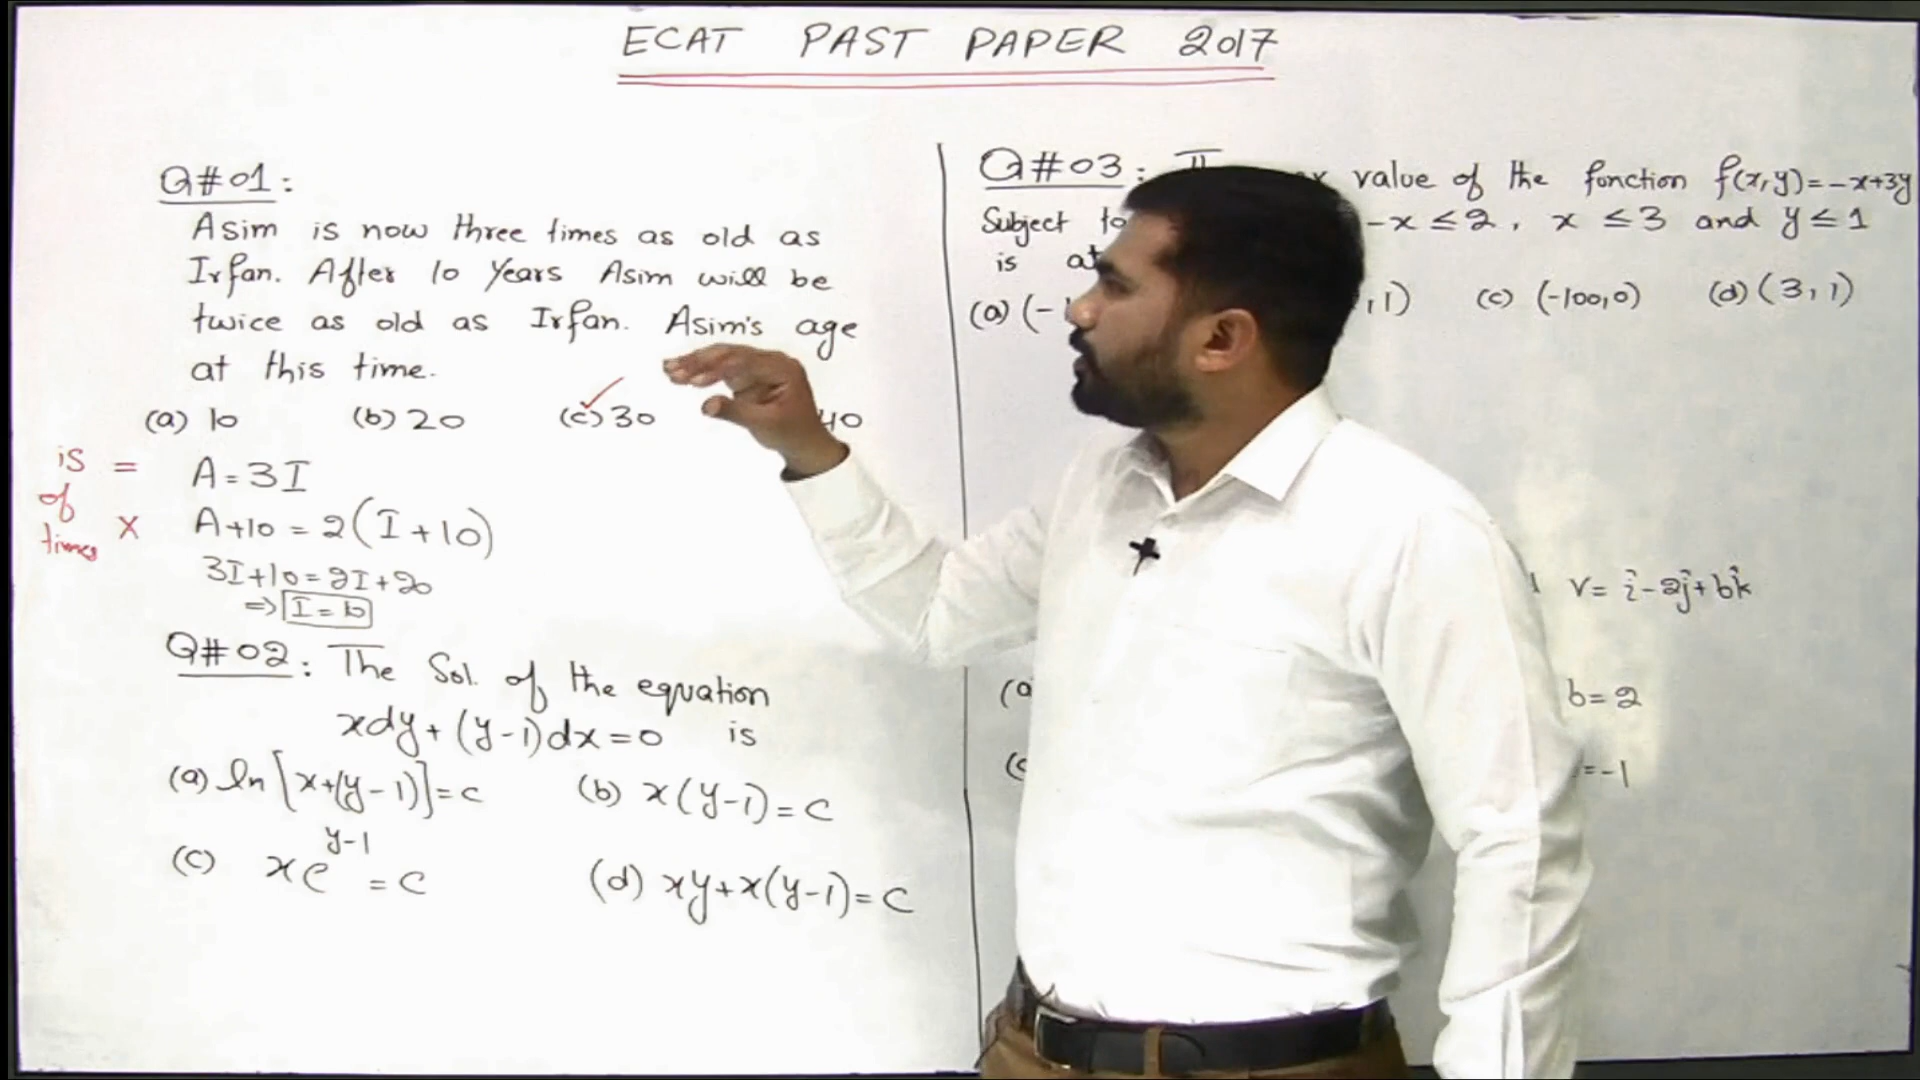 ECAT PAST PAPER 2017
Q#01:
Asim is now three times as old as
Irfan. After 10 years Asim will be
twice as old as Irfan. Asim's age
at this time.
(a) 10 (b) 20 (c) 30 40
is =
of
times ×
A = 3I
A+10 = 2(I+10)
3I+10=2I+20
⇒ I = 10
Q#02: The Sol. of the equation
xdy+(y-1)dx=0 is
(a) ln[x+(y-1)]=c (b) x(y-1)=c
(c) xe^{y-1}=c (d) xy+x(y-1)=c
Q#03: value of the function f(x,y)=-x+3y
Subject to -x≤2, x≤3 and y≤1
is at
(a)(- ,1) (c) (-100,0) (d) (3,1)
V= i-2j+bk
(a b=2
(c =-1